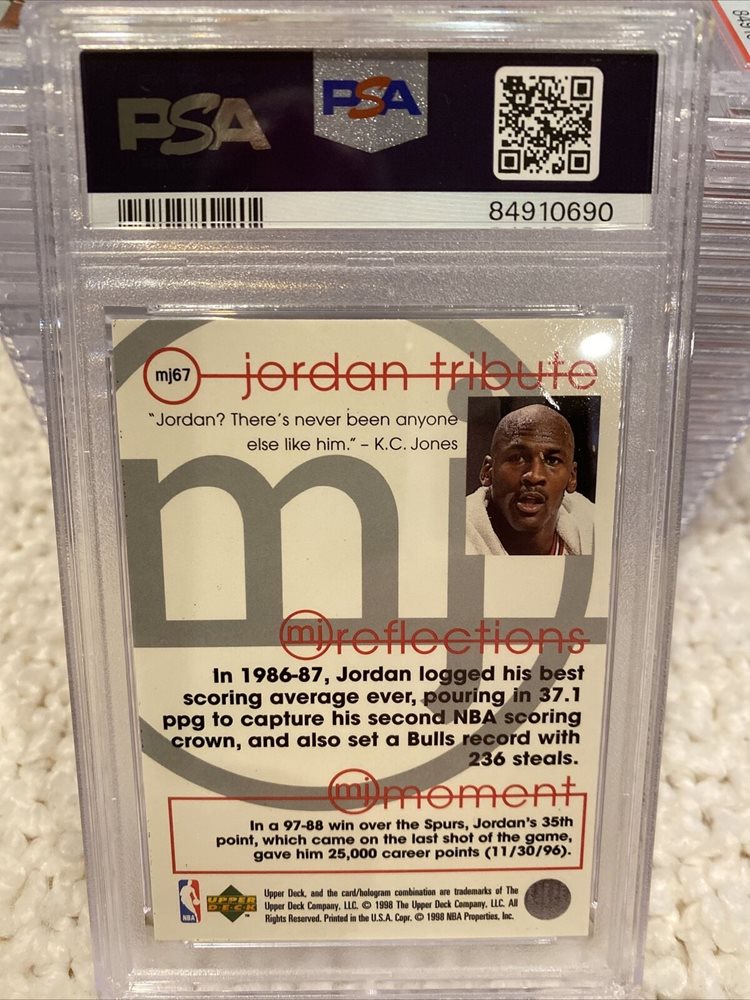 PSA
PSA
84910690
mj67
jordan tribute
"Jordan? There's never been anyone
else like him." – K.C. Jones
mj
mj reflections
In 1986-87, Jordan logged his best
scoring average ever, pouring in 37.1
ppg to capture his second NBA scoring
crown, and also set a Bulls record with
236 steals.
mj moment
In a 97-88 win over the Spurs, Jordan's 35th
point, which came on the last shot of the game,
gave him 25,000 career points (11/30/96).
NBA
UPPER
DECK
TM
Upper Deck, and the card/hologram combination are trademarks of The
Upper Deck Company, LLC. © 1998 The Upper Deck Company, LLC. All
Rights Reserved. Printed in the U.S.A. Copr. © 1998 NBA Properties, Inc.